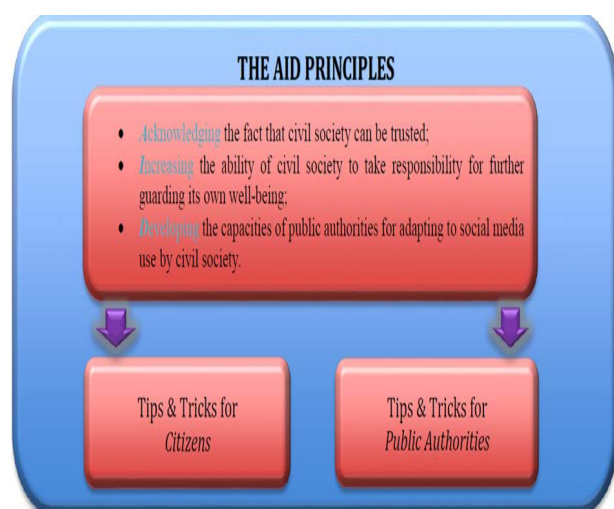 THE AID PRINCIPLES
• Acknowledging the fact that civil society can be trusted;
• Increasing the ability of civil society to take responsibility for further
guarding its own well-being;
• Developing the capacities of public authorities for adapting to social media
use by civil society.
Tips & Tricks for
Citizens
Tips & Tricks for
Public Authorities